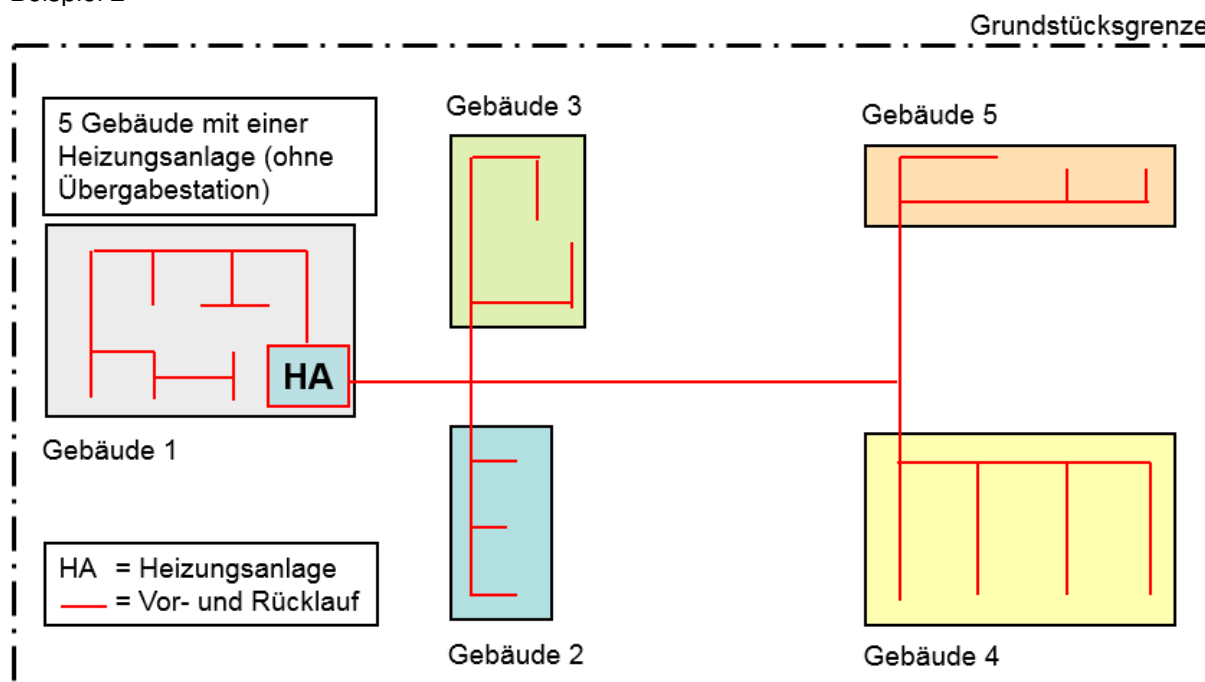 Grundstücksgrenze
Gebäude 3
Gebäude 5
5 Gebäude mit einer
Heizungsanlage (ohne
Übergabestation)
HA
Gebäude 1
HA = Heizungsanlage
= Vor- und Rücklauf
Gebäude 2
Gebäude 4